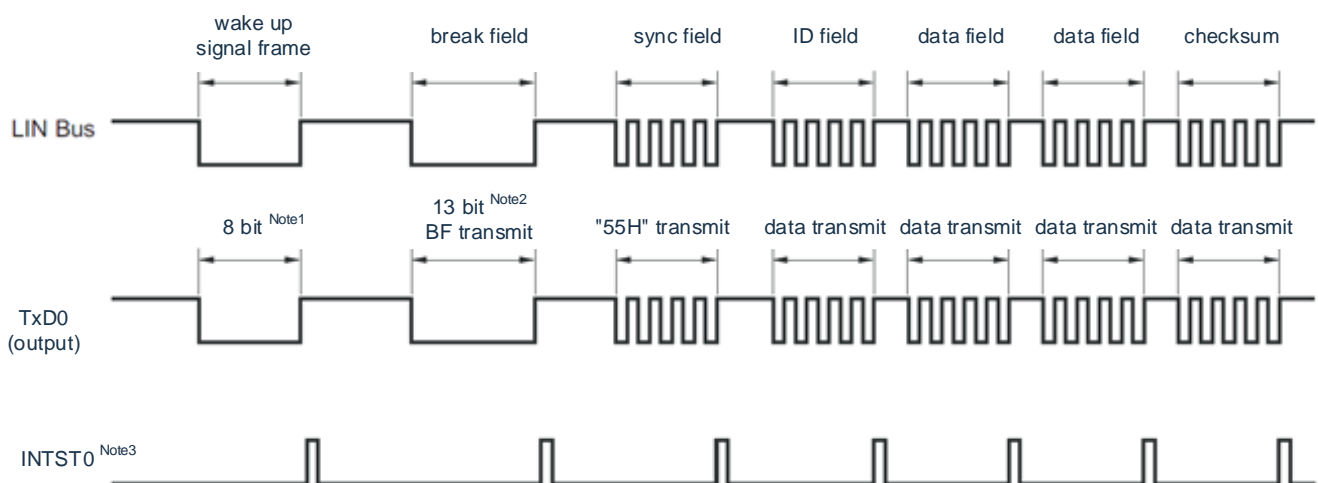 wake up
signal frame
break field
sync field
ID field
data field
data field
checksum
LIN Bus
8 bit Note1
13 bit Note2
BF transmit
"55H" transmit
data transmit
data transmit
data transmit
data transmit
TxD0
(output)
INTST0 Note3